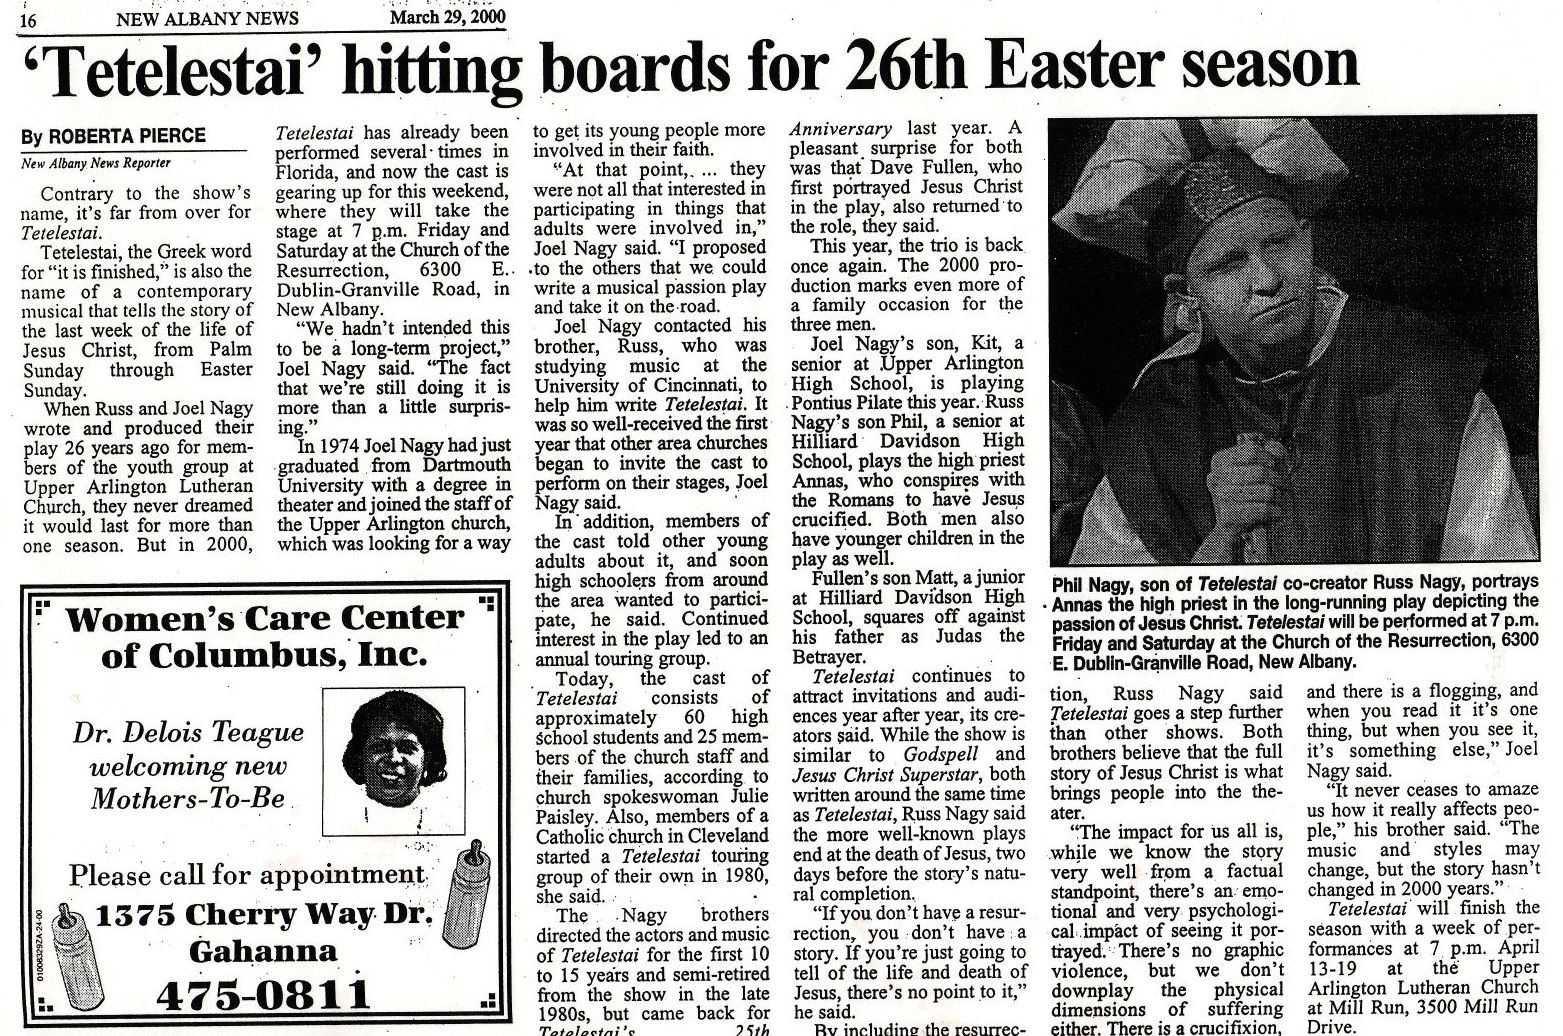 16 NEW ALBANY NEWS March 29, 2000
‘Tetelestai’ hitting boards for 26th Easter season
By ROBERTA PIERCE
New Albany News Reporter
Contrary to the show’s
name, it’s far from over for
Tetelestai.
Tetelestai, the Greek word
for “it is finished,” is also the
name of a contemporary
musical that tells the story of
the last week of the life of
Jesus Christ, from Palm
Sunday through Easter
Sunday.
When Russ and Joel Nagy
wrote and produced their
play 26 years ago for mem-
bers of the youth group at
Upper Arlington Lutheran
Church, they never dreamed
it would last for more than
one season. But in 2000,
Tetelestai has already been
performed several times in
Florida, and now the cast is
gearing up for this weekend,
where they will take the
stage at 7 p.m. Friday and
Saturday at the Church of the
Resurrection, 6300 E.
Dublin-Granville Road, in
New Albany.
“We hadn’t intended this
to be a long-term project,”
Joel Nagy said. “The fact
that we’re still doing it is
more than a little surpris-
ing.”
In 1974 Joel Nagy had just
graduated from Dartmouth
University with a degree in
theater and joined the staff of
the Upper Arlington church,
which was looking for a way
to get its young people more
involved in their faith.
“At that point, ... they
were not all that interested in
participating in things that
adults were involved in,”
Joel Nagy said. “I proposed
to the others that we could
write a musical passion play
and take it on the road.
Joel Nagy contacted his
brother, Russ, who was
studying music at the
University of Cincinnati, to
help him write Tetelestai. It
was so well-received the first
year that other area churches
began to invite the cast to
perform on their stages, Joel
Nagy said.
In addition, members of
the cast told other young
adults about it, and soon
high schoolers from around
the area wanted to partici-
pate, he said. Continued
interest in the play led to an
annual touring group.
Today, the cast of
Tetelestai consists of
approximately 60 high
school students and 25 mem-
bers of the church staff and
their families, according to
church spokeswoman Julie
Paisley. Also, members of a
Catholic church in Cleveland
started a Tetelestai touring
group of their own in 1980,
she said.
The Nagy brothers
directed the actors and music
of Tetelestai for the first 10
to 15 years and semi-retired
from the show in the late
1980s, but came back for
Tetelestai’s 25th
Anniversary last year. A
pleasant surprise for both
was that Dave Fullen, who
first portrayed Jesus Christ
in the play, also returned to
the role, they said.
This year, the trio is back
once again. The 2000 pro-
duction marks even more of
a family occasion for the
three men.
Joel Nagy’s son, Kit, a
senior at Upper Arlington
High School, is playing
Pontius Pilate this year. Russ
Nagy’s son Phil, a senior at
Hilliard Davidson High
School, plays the high priest
Annas, who conspires with
the Romans to have Jesus
crucified. Both men also
have younger children in the
play as well.
Fullen’s son Matt, a junior
at Hilliard Davidson High
School, squares off against
his father as Judas the
Betrayer.
Tetelestai continues to
attract invitations and audi-
ences year after year, its cre-
ators said. While the show is
similar to Godspell and
Jesus Christ Superstar, both
written around the same time
as Tetelestai, Russ Nagy said
the more well-known plays
end at the death of Jesus, two
days before the story’s natu-
ral completion.
“If you don’t have a resur-
rection, you don’t have a
story. If you’re just going to
tell of the life and death of
Jesus, there’s no point to it,”
he said.
By including the resurrec-
Phil Nagy, son of Tetelestai co-creator Russ Nagy, portrays
Annas the high priest in the long-running play depicting the
passion of Jesus Christ. Tetelestai will be performed at 7 p.m.
Friday and Saturday at the Church of the Resurrection, 6300
E. Dublin-Granville Road, New Albany.
tion, Russ Nagy said
Tetelestai goes a step further
than other shows. Both
brothers believe that the full
story of Jesus Christ is what
brings people into the the-
ater.
“The impact for us all is,
while we know the story
very well from a factual
standpoint, there’s an emo-
tional and very psychologi-
cal impact of seeing it por-
trayed. There’s no graphic
violence, but we don’t
downplay the physical
dimensions of suffering
either. There is a crucifixion,
and there is a flogging, and
when you read it it’s one
thing, but when you see it,
it’s something else,” Joel
Nagy said.
“It never ceases to amaze
us how it really affects peo-
ple,” his brother said. “The
music and styles may
change, but the story hasn’t
changed in 2000 years.”
Tetelestai will finish the
season with a week of per-
formances at 7 p.m. April
13-19 at the Upper
Arlington Lutheran Church
at Mill Run, 3500 Mill Run
Drive.
Women’s Care Center
of Columbus, Inc.
Dr. Delois Teague
welcoming new
Mothers-To-Be
Please call for appointment
1375 Cherry Way Dr.
Gahanna
475-0811